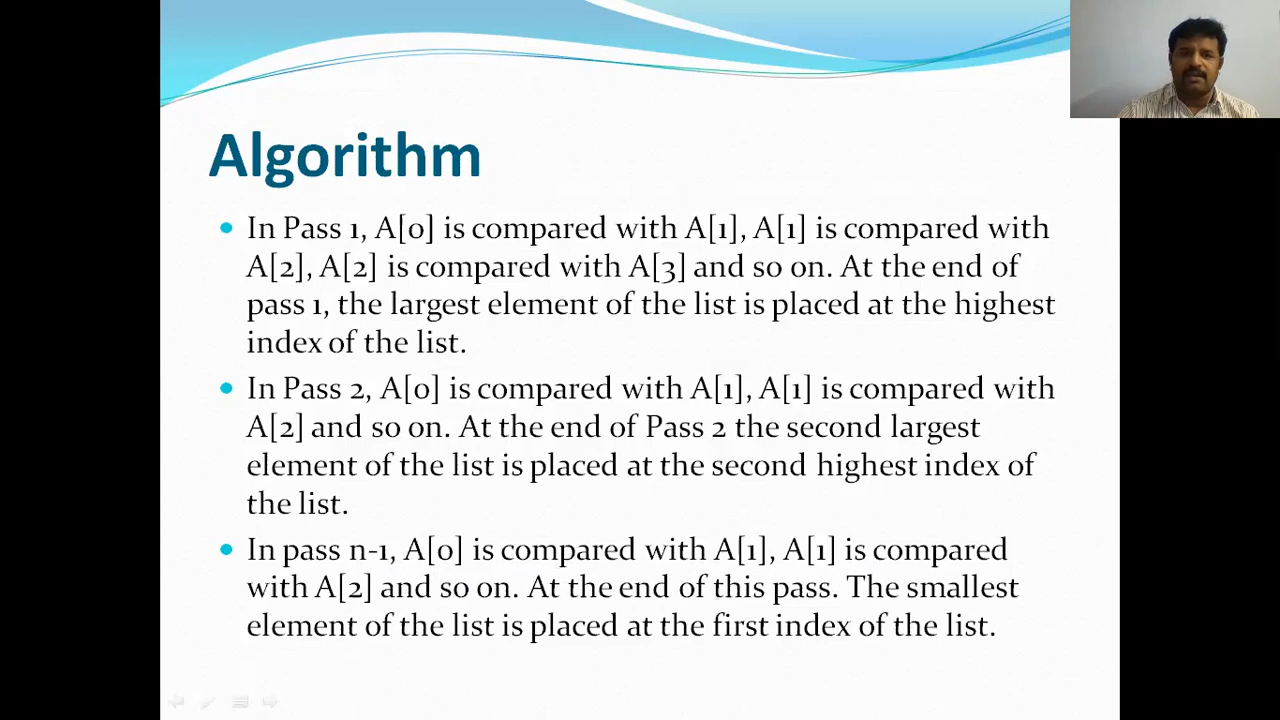 Algorithm
• In Pass 1, A[0] is compared with A[1], A[1] is compared with
A[2], A[2] is compared with A[3] and so on. At the end of
pass 1, the largest element of the list is placed at the highest
index of the list.
• In Pass 2, A[0] is compared with A[1], A[1] is compared with
A[2] and so on. At the end of Pass 2 the second largest
element of the list is placed at the second highest index of
the list.
• In pass n-1, A[0] is compared with A[1], A[1] is compared
with A[2] and so on. At the end of this pass. The smallest
element of the list is placed at the first index of the list.